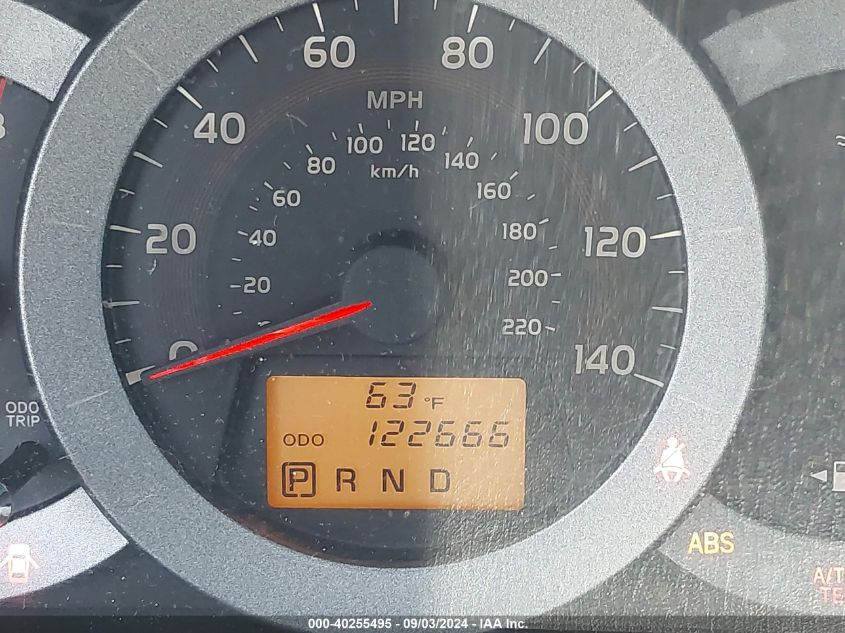 60 80
MPH
40 100
100 120
80 140
km/h
60 160
20 40 180 120
20 200
220
0 140
63 °F
ODO 122666
P R N D
ODO
TRIP
ABS
A/T
TE
000-40255495 - 09/03/2024 - IAA Inc.